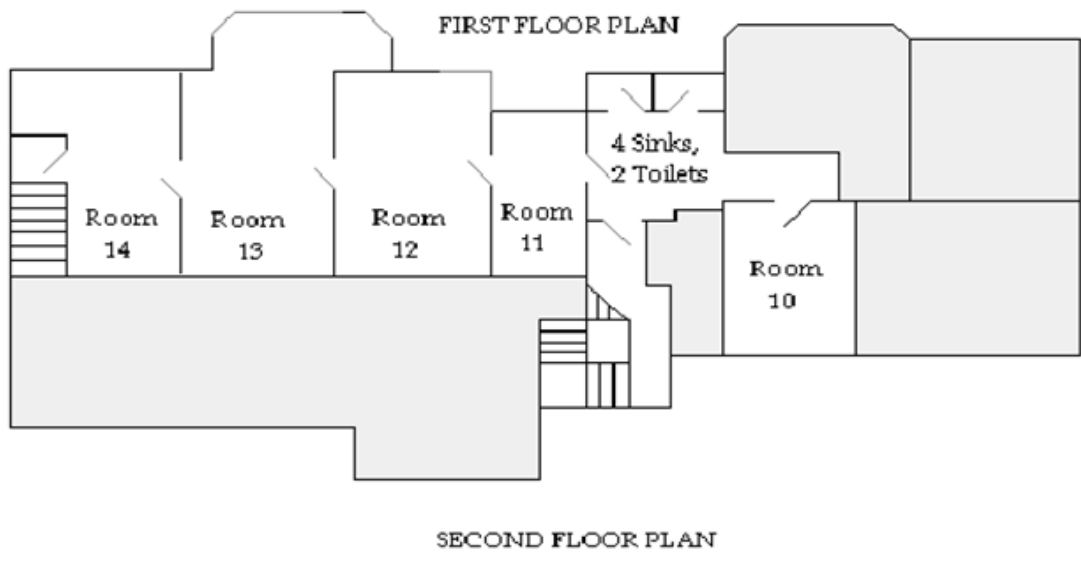 FIRST FLOOR PLAN
4 Sinks,
2 Toilets
Room
14
Room
13
Room
12
Room
11
Room
10
SECOND FLOOR PLAN